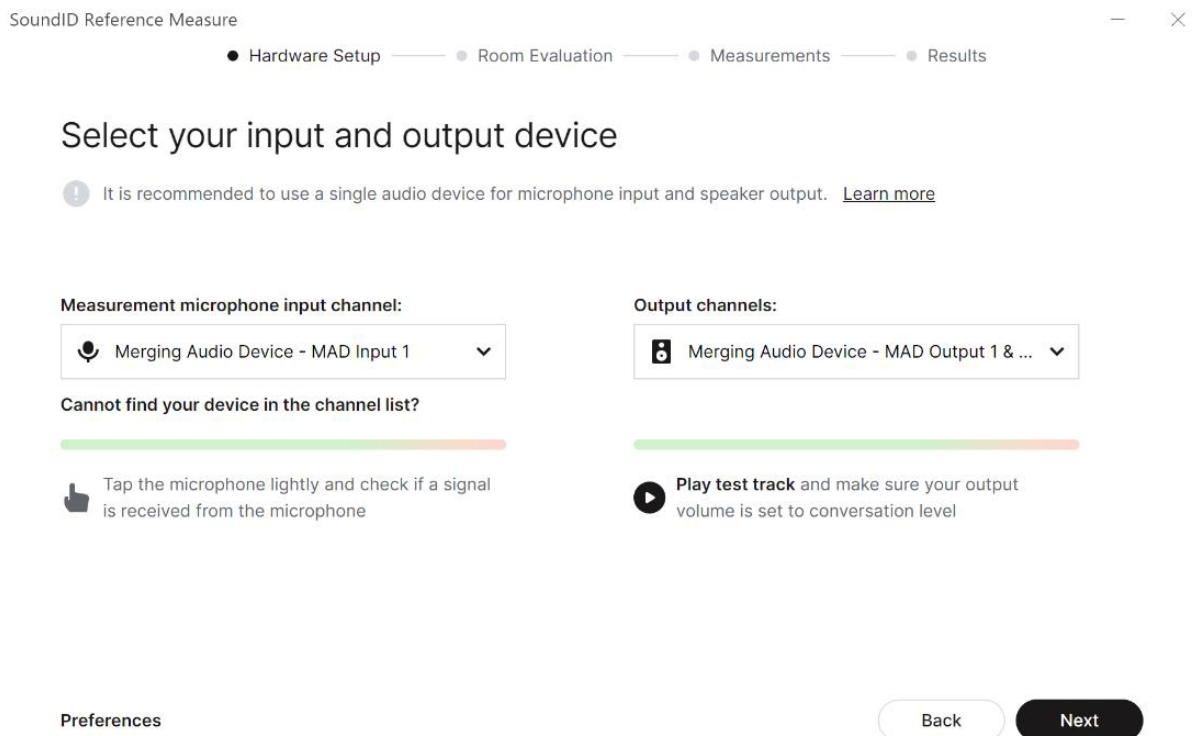 SoundID Reference Measure
Hardware Setup
Room Evaluation
Measurements
Results
Select your input and output device
It is recommended to use a single audio device for microphone input and speaker output. Learn more
Measurement microphone input channel:
Merging Audio Device - MAD Input 1
Cannot find your device in the channel list?
Tap the microphone lightly and check if a signal
is received from the microphone
Output channels:
Merging Audio Device - MAD Output 1 & ...
Play test track and make sure your output
volume is set to conversation level
Preferences
Back
Next